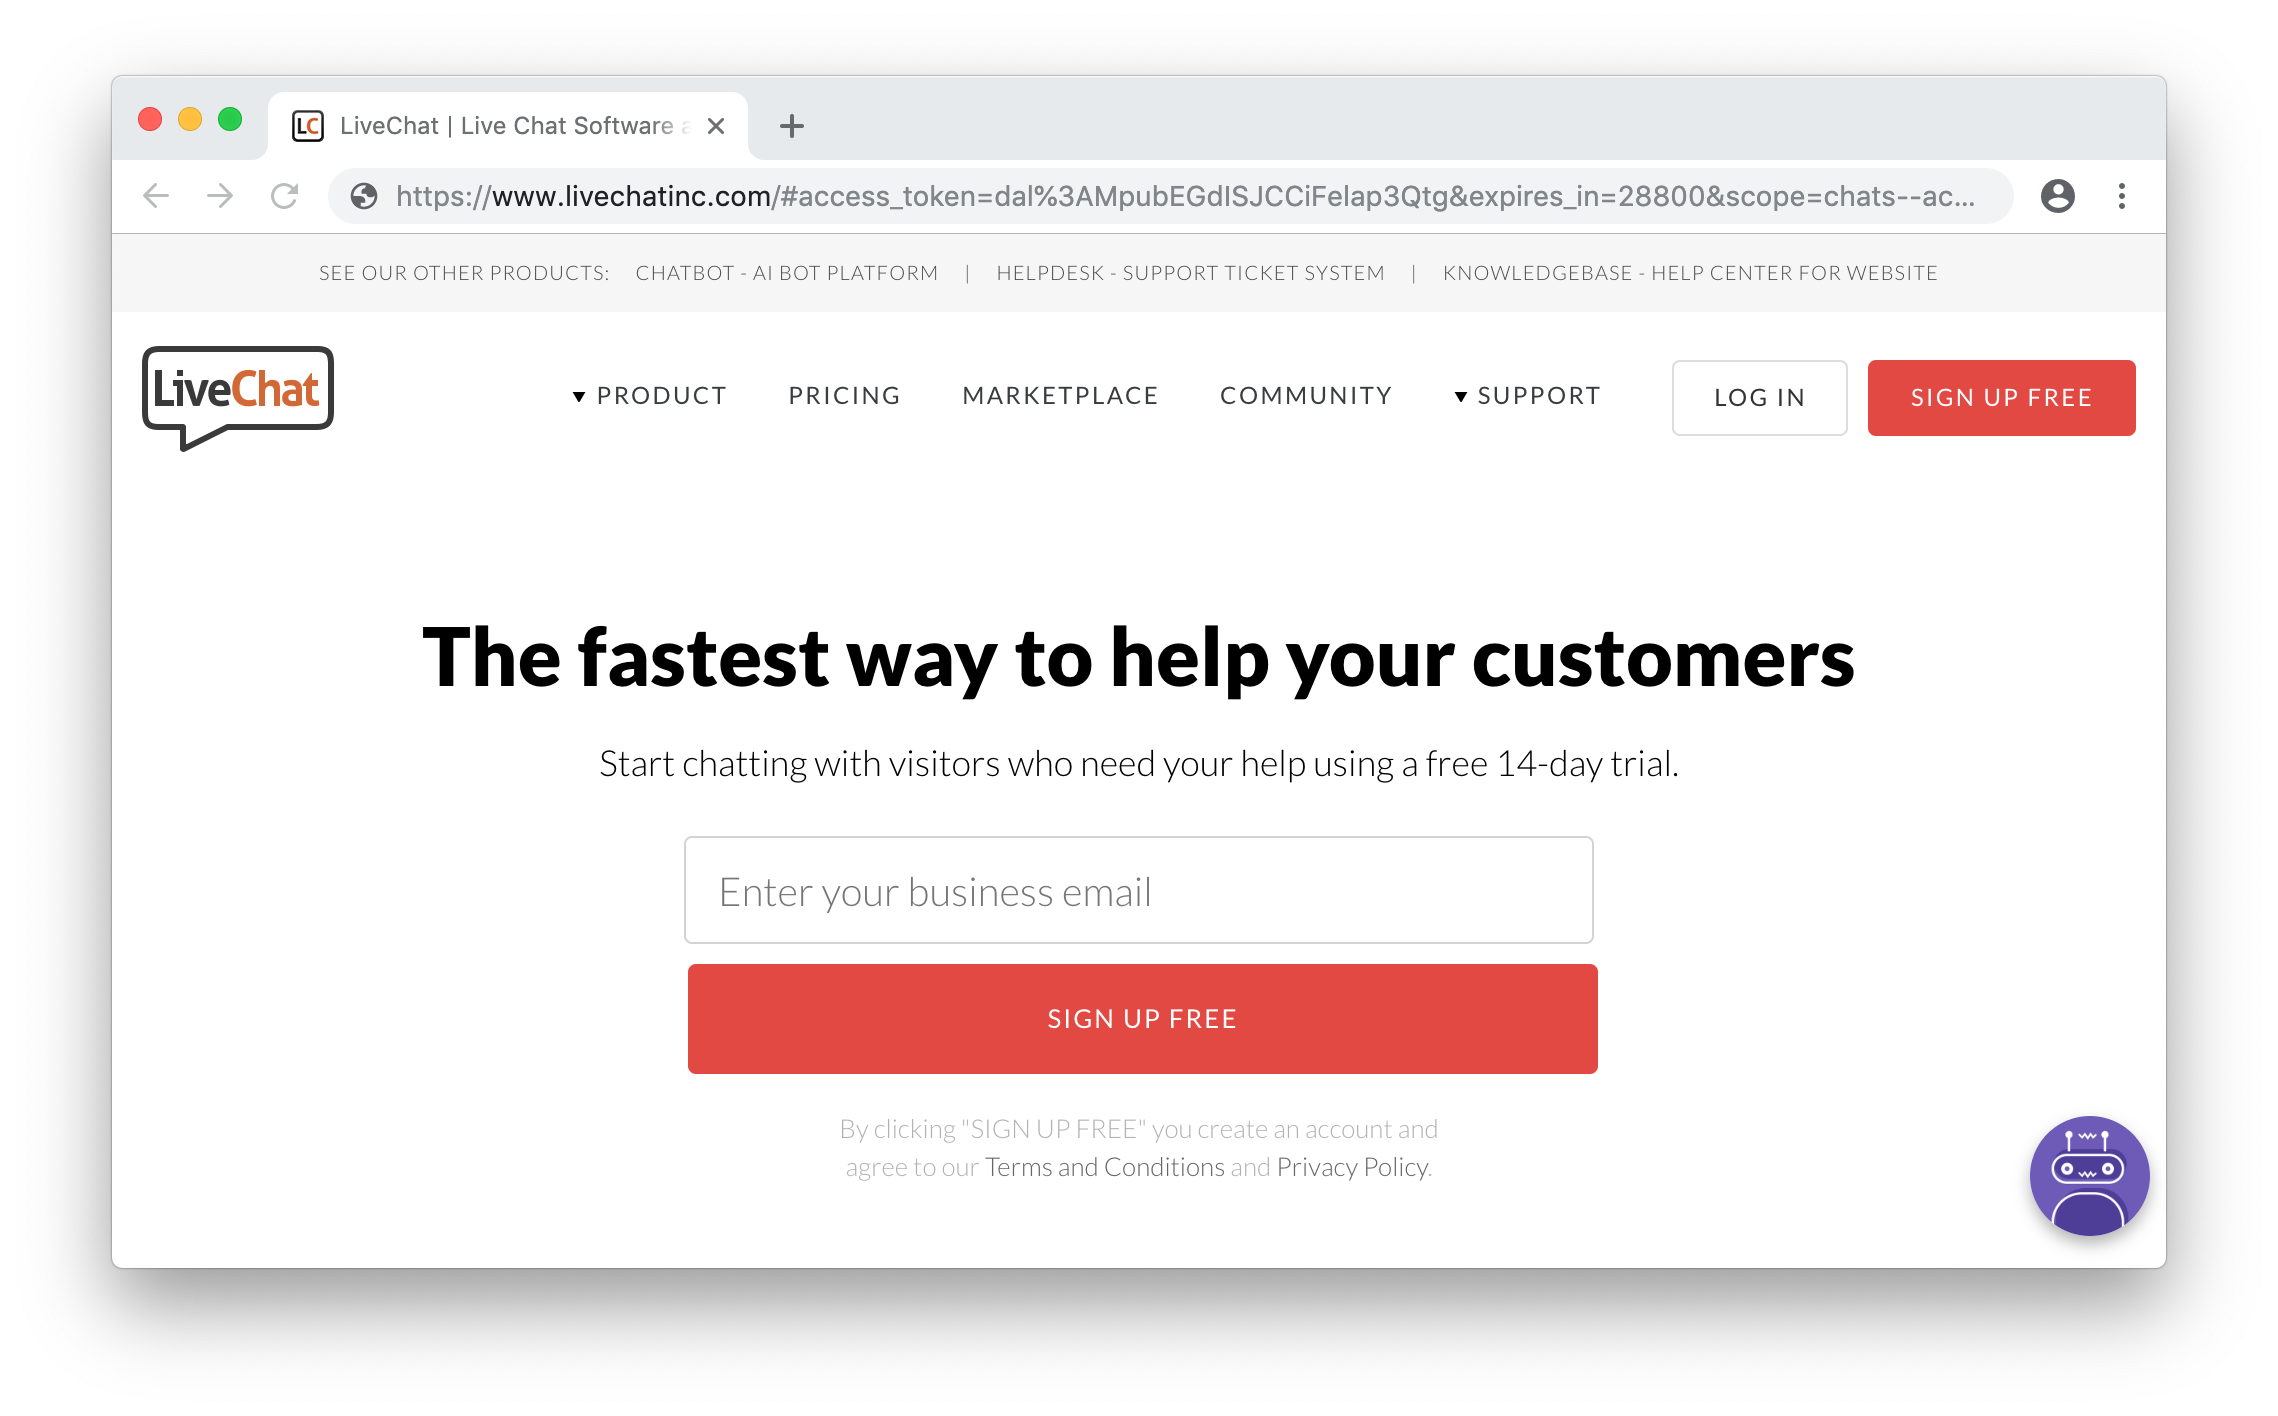 LC LiveChat | Live Chat Software a
https://www.livechatinc.com/#access_token=dal%3AMpubEGdISJCCiFelap3Qtg&expires_in=28800&scope=chats--ac...
SEE OUR OTHER PRODUCTS: CHATBOT - AI BOT PLATFORM | HELPDESK - SUPPORT TICKET SYSTEM | KNOWLEDGEBASE - HELP CENTER FOR WEBSITE
LiveChat PRODUCT PRICING MARKETPLACE COMMUNITY SUPPORT LOG IN SIGN UP FREE
The fastest way to help your customers
Start chatting with visitors who need your help using a free 14-day trial.
Enter your business email
SIGN UP FREE
By clicking "SIGN UP FREE" you create an account and
agree to our Terms and Conditions and Privacy Policy.